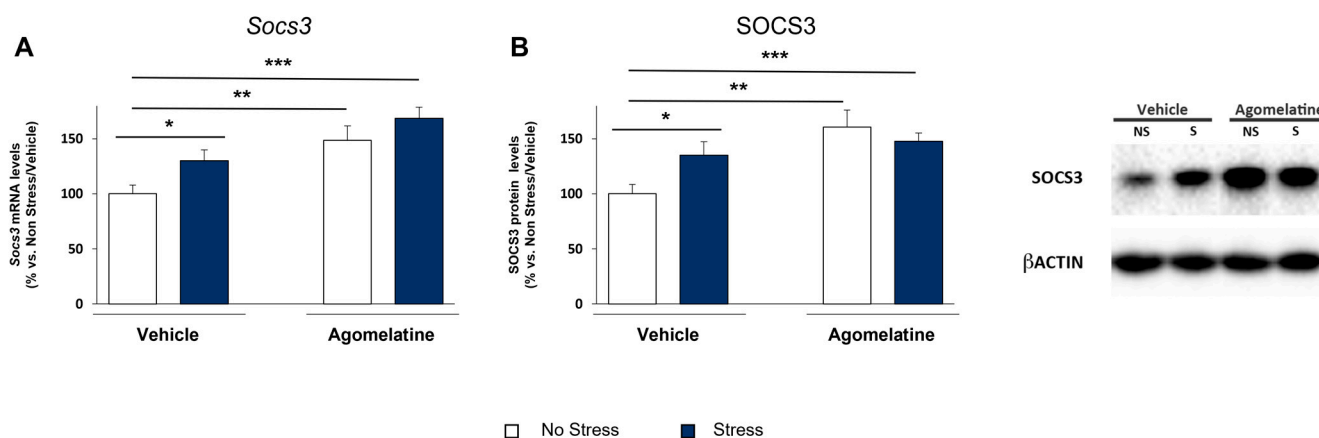 Socs3
A
***
**
*
Socs3 mRNA levels
(% vs. Non Stress/Vehicle)
150
100
50
0
Vehicle
Agomelatine
SOCS3
B
***
**
*
SOCS3 protein levels
(% vs. Non Stress/Vehicle)
150
100
50
0
Vehicle
Agomelatine
Vehicle Agomelatine
NS S NS S
SOCS3
βACTIN
No Stress Stress